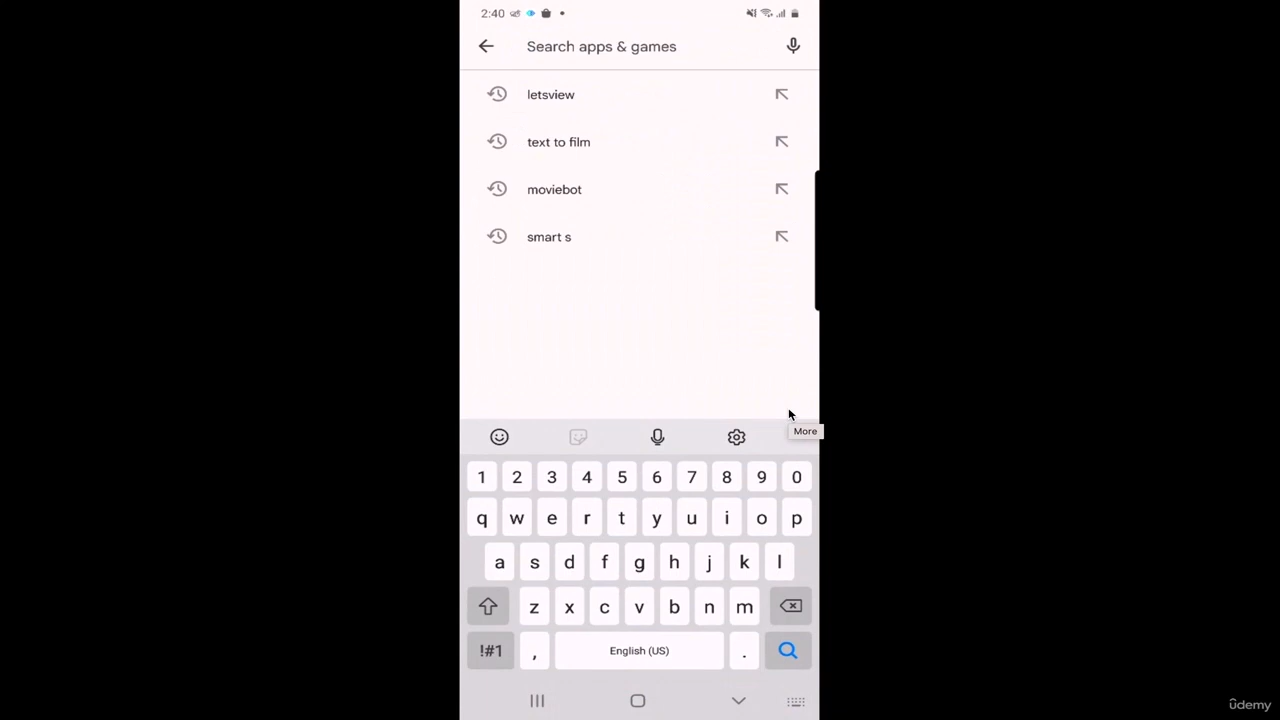 2:40
Search apps & games
letsview
text to film
moviebot
smart s
More
1 2 3 4 5 6 7 8 9 0
q w e r t y u i o p
a s d f g h j k l
z x c v b n m
!#1 , English (US) .
ûdemy